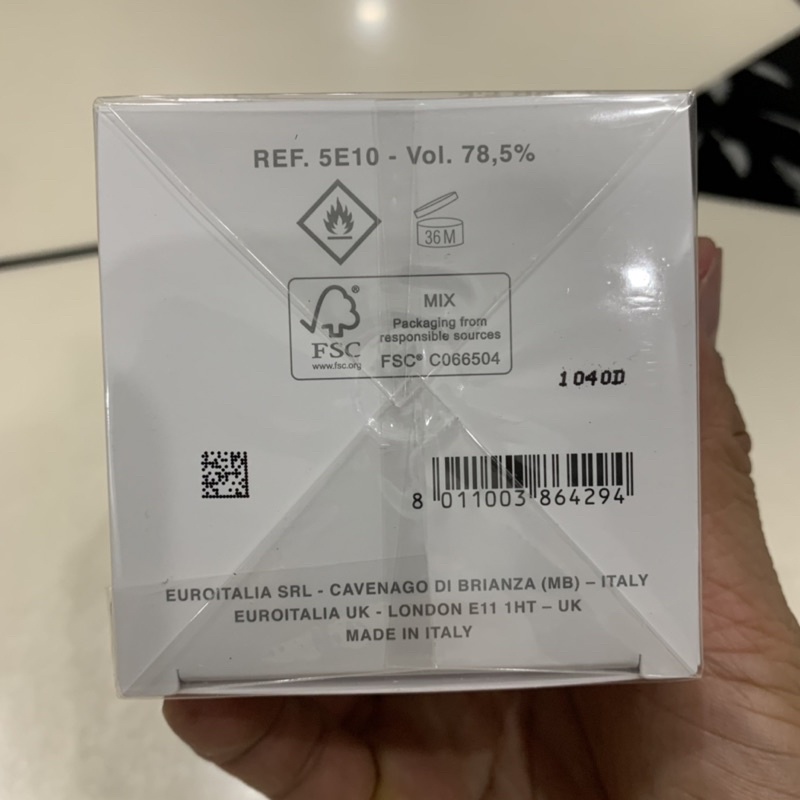 REF. 5E10 - Vol. 78,5%
36 M
FSC®
www.fsc.org
MIX
Packaging from
responsible sources
FSC® C066504
1040D
8 011003 864294
EUROITALIA SRL - CAVENAGO DI BRIANZA (MB) – ITALY
EUROITALIA UK - LONDON E11 1HT – UK
MADE IN ITALY